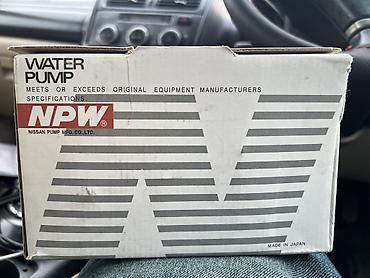 WATER
PUMP
MEETS OR EXCEEDS ORIGINAL EQUIPMENT MANUFACTURERS
SPECIFICATIONS.
NPW®
NISSAN PUMP MFG. CO., LTD.
MADE IN JAPAN